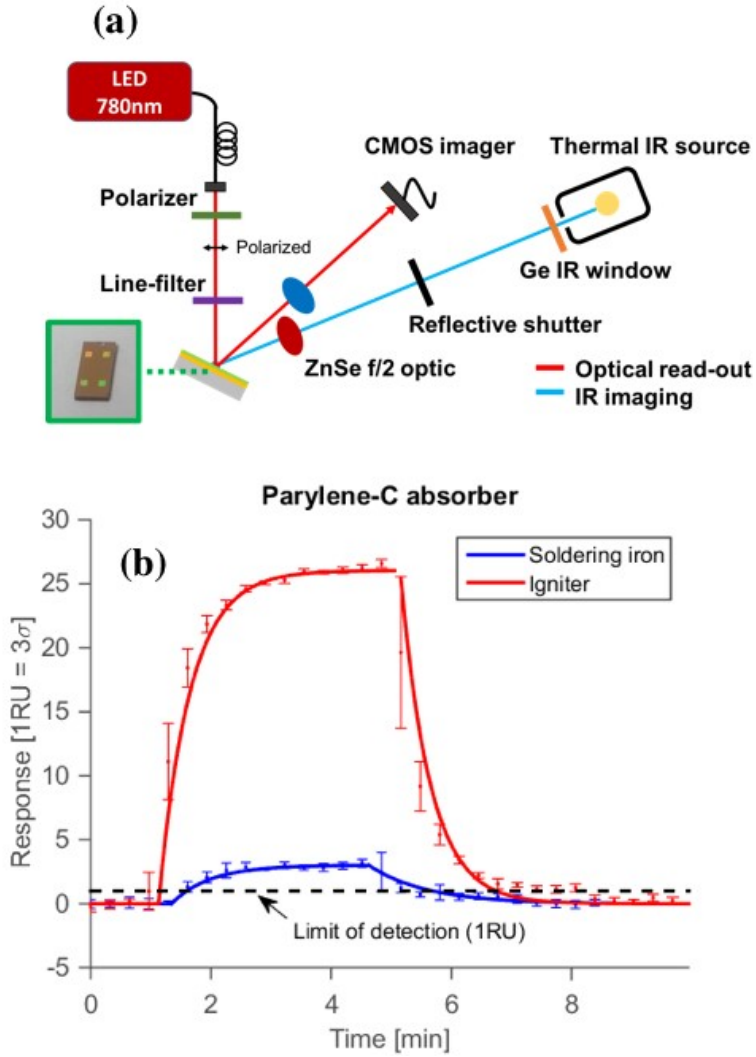 (a)
LED
780nm
CMOS imager
Thermal IR source
Polarizer
Polarized
Line-filter
Ge IR window
Reflective shutter
ZnSe f/2 optic
Optical read-out
IR imaging
Parylene-C absorber
(b)
Soldering iron
Igniter
Response [1RU = 3σ]
30
25
20
15
10
5
0
-5
Limit of detection (1RU)
0 2 4 6 8
Time [min]